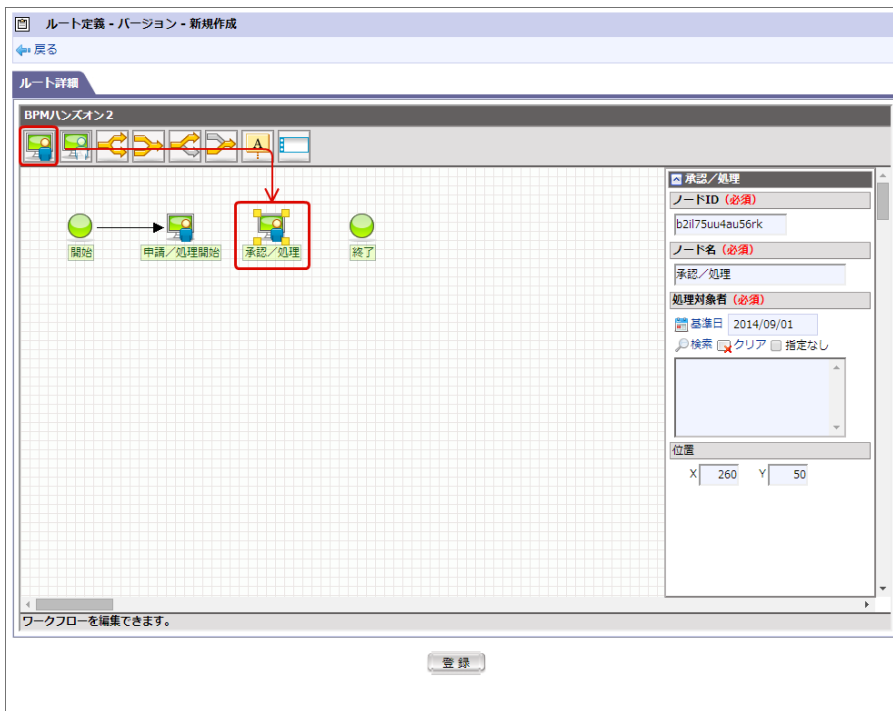 ルート定義 - バージョン - 新規作成
戻る
ルート詳細
BPMハンズオン2
A
開始
申請／処理開始
承認／処理
終了
承認／処理
ノードID（必須）
b2il75uu4au56rk
ノード名（必須）
承認／処理
処理対象者（必須）
基準日 2014/09/01
検索 クリア 指定なし
位置
X 260 Y 50
ワークフローを編集できます。
登録